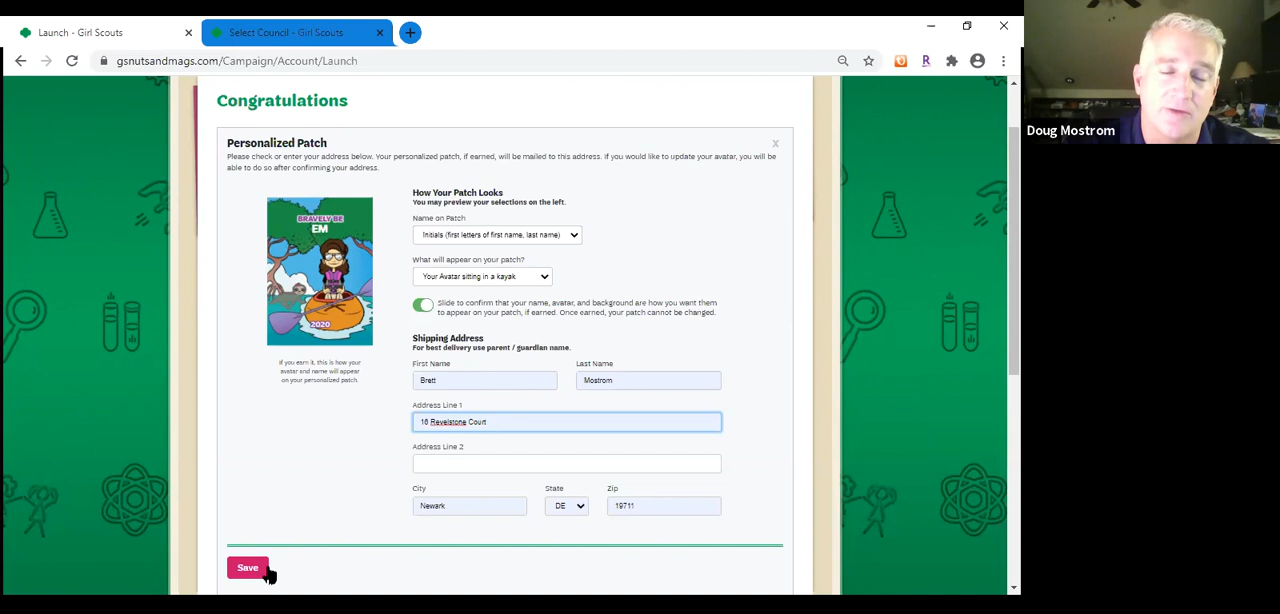 Launch - Girl Scouts
Select Council - Girl Scouts
gsnutsandmags.com/Campaign/Account/Launch
Congratulations
Personalized Patch
Please check or enter your address below. Your personalized patch, if earned, will be mailed to this address. If you would like to update your avatar, you will be
able to do so after confirming your address.
BRAVELY BE
EM
2020
If you earn it, this is how your
avatar and name will appear
on your personalized patch.
How Your Patch Looks
You may preview your selections on the left.
Name on Patch
Initials (first letters of first name, last name)
What will appear on your patch?
Your Avatar sitting in a kayak
Slide to confirm that your name, avatar, and background are how you want them
to appear on your patch, if earned. Once earned, your patch cannot be changed.
Shipping Address
For best delivery use parent / guardian name.
First Name
Last Name
Brett
Mostrom
Address Line 1
16 Revelstone Court
Address Line 2
City
State
Zip
Newark
DE
19711
Save
Doug Mostrom